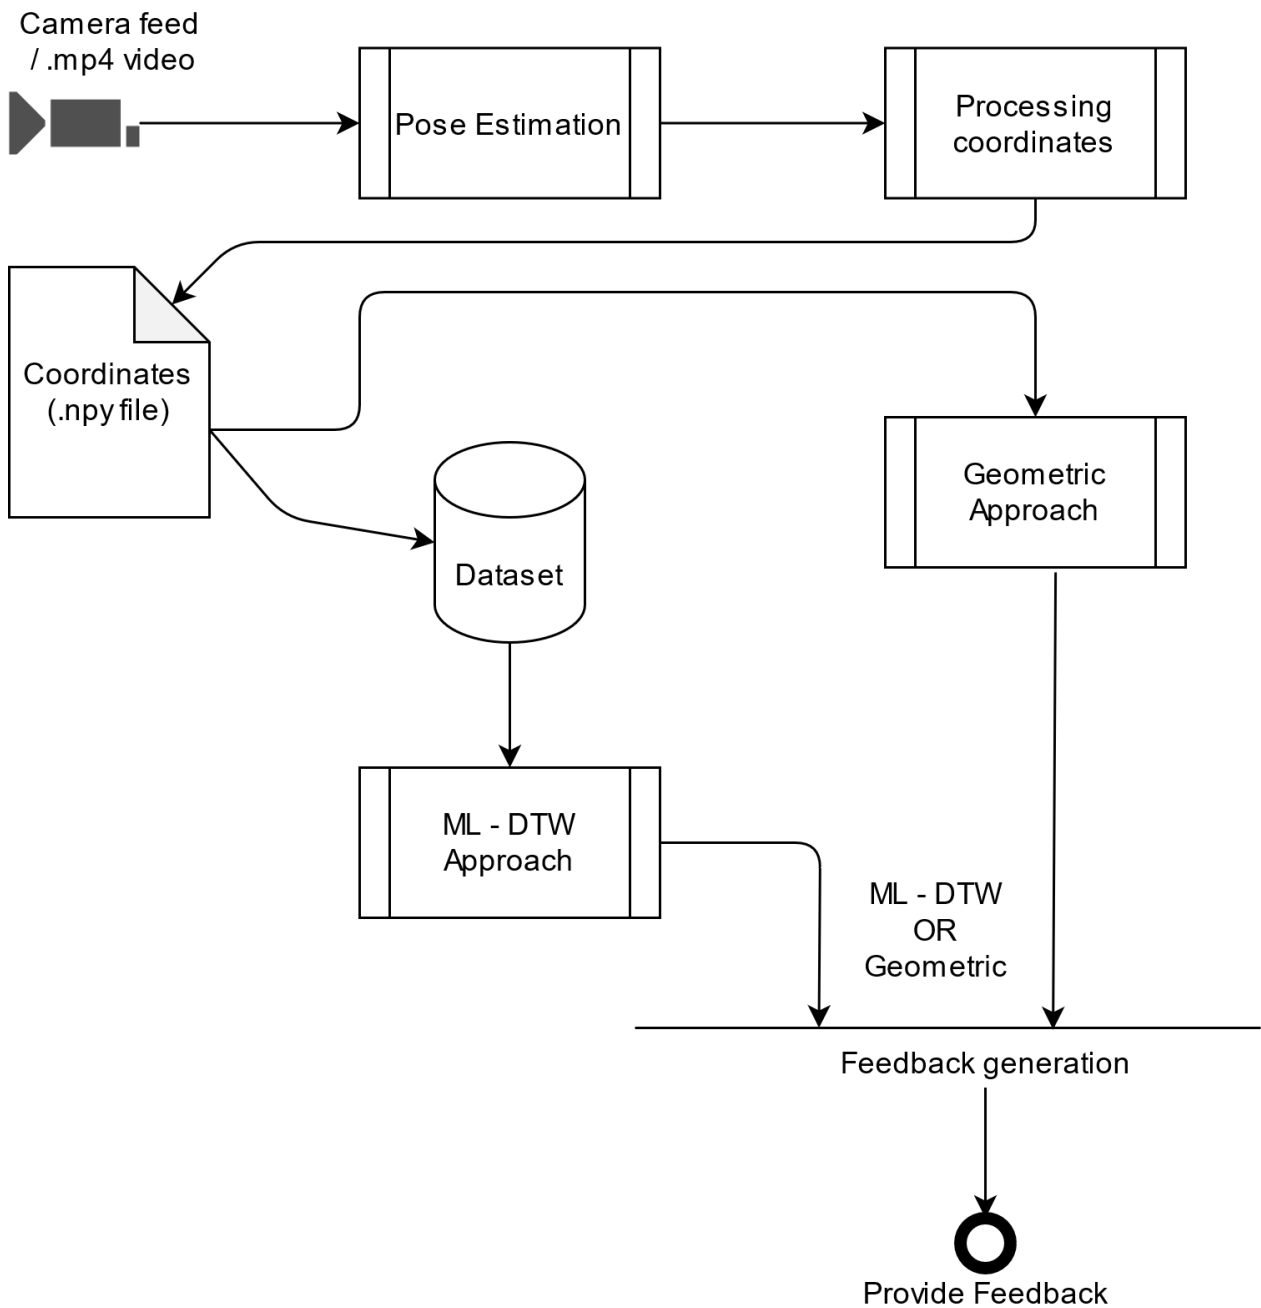 Camera feed
/ .mp4 video
Pose Estimation
Processing
coordinates
Coordinates
(.npy file)
Geometric
Approach
Dataset
ML - DTW
Approach
ML - DTW
OR
Geometric
Feedback generation
Provide Feedback